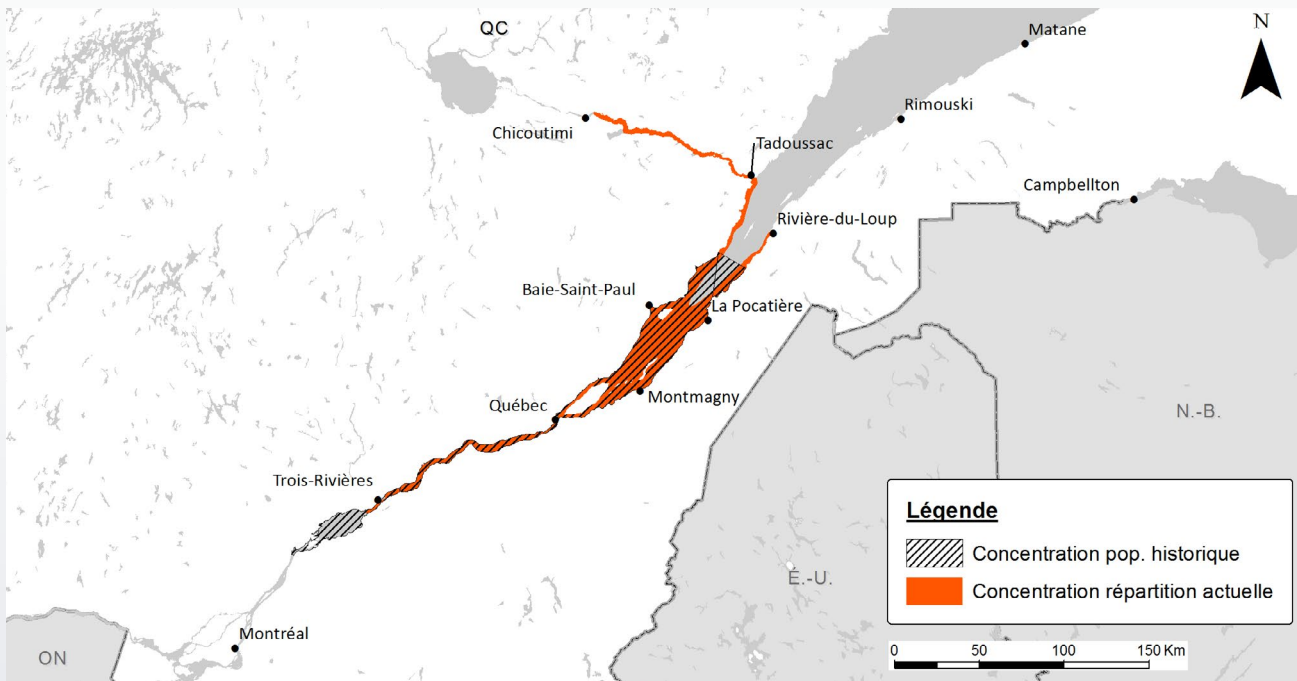 QC
N
Matane
Rimouski
Chicoutimi
Tadoussac
Campbellton
Rivière-du-Loup
Baie-Saint-Paul
La Pocatière
Québec
Montmagny
N.-B.
Trois-Rivières
É.-U.
Montréal
ON
Légende
Concentration pop. historique
Concentration répartition actuelle
0 50 100 150 Km